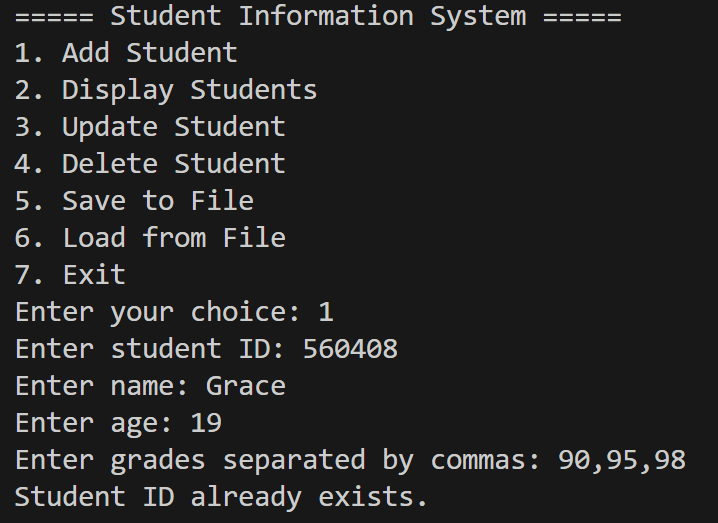 ===== Student Information System =====
1. Add Student
2. Display Students
3. Update Student
4. Delete Student
5. Save to File
6. Load from File
7. Exit
Enter your choice: 1
Enter student ID: 560408
Enter name: Grace
Enter age: 19
Enter grades separated by commas: 90,95,98
Student ID already exists.